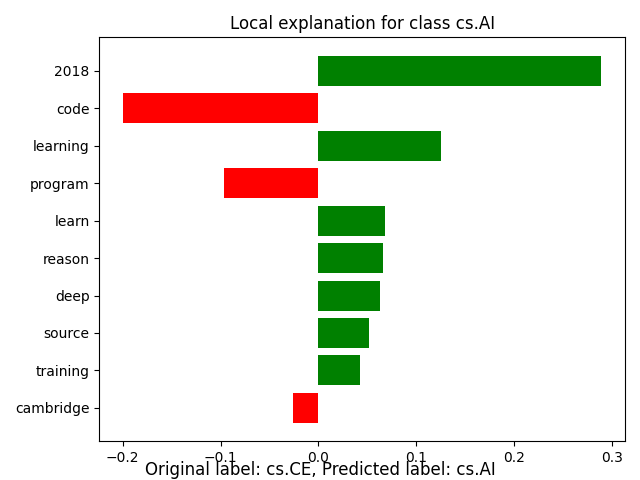 Local explanation for class cs.AI
2018
code
learning
program
learn
reason
deep
source
training
cambridge
−0.2 −0.1 0.0 0.1 0.2 0.3
Original label: cs.CE, Predicted label: cs.AI